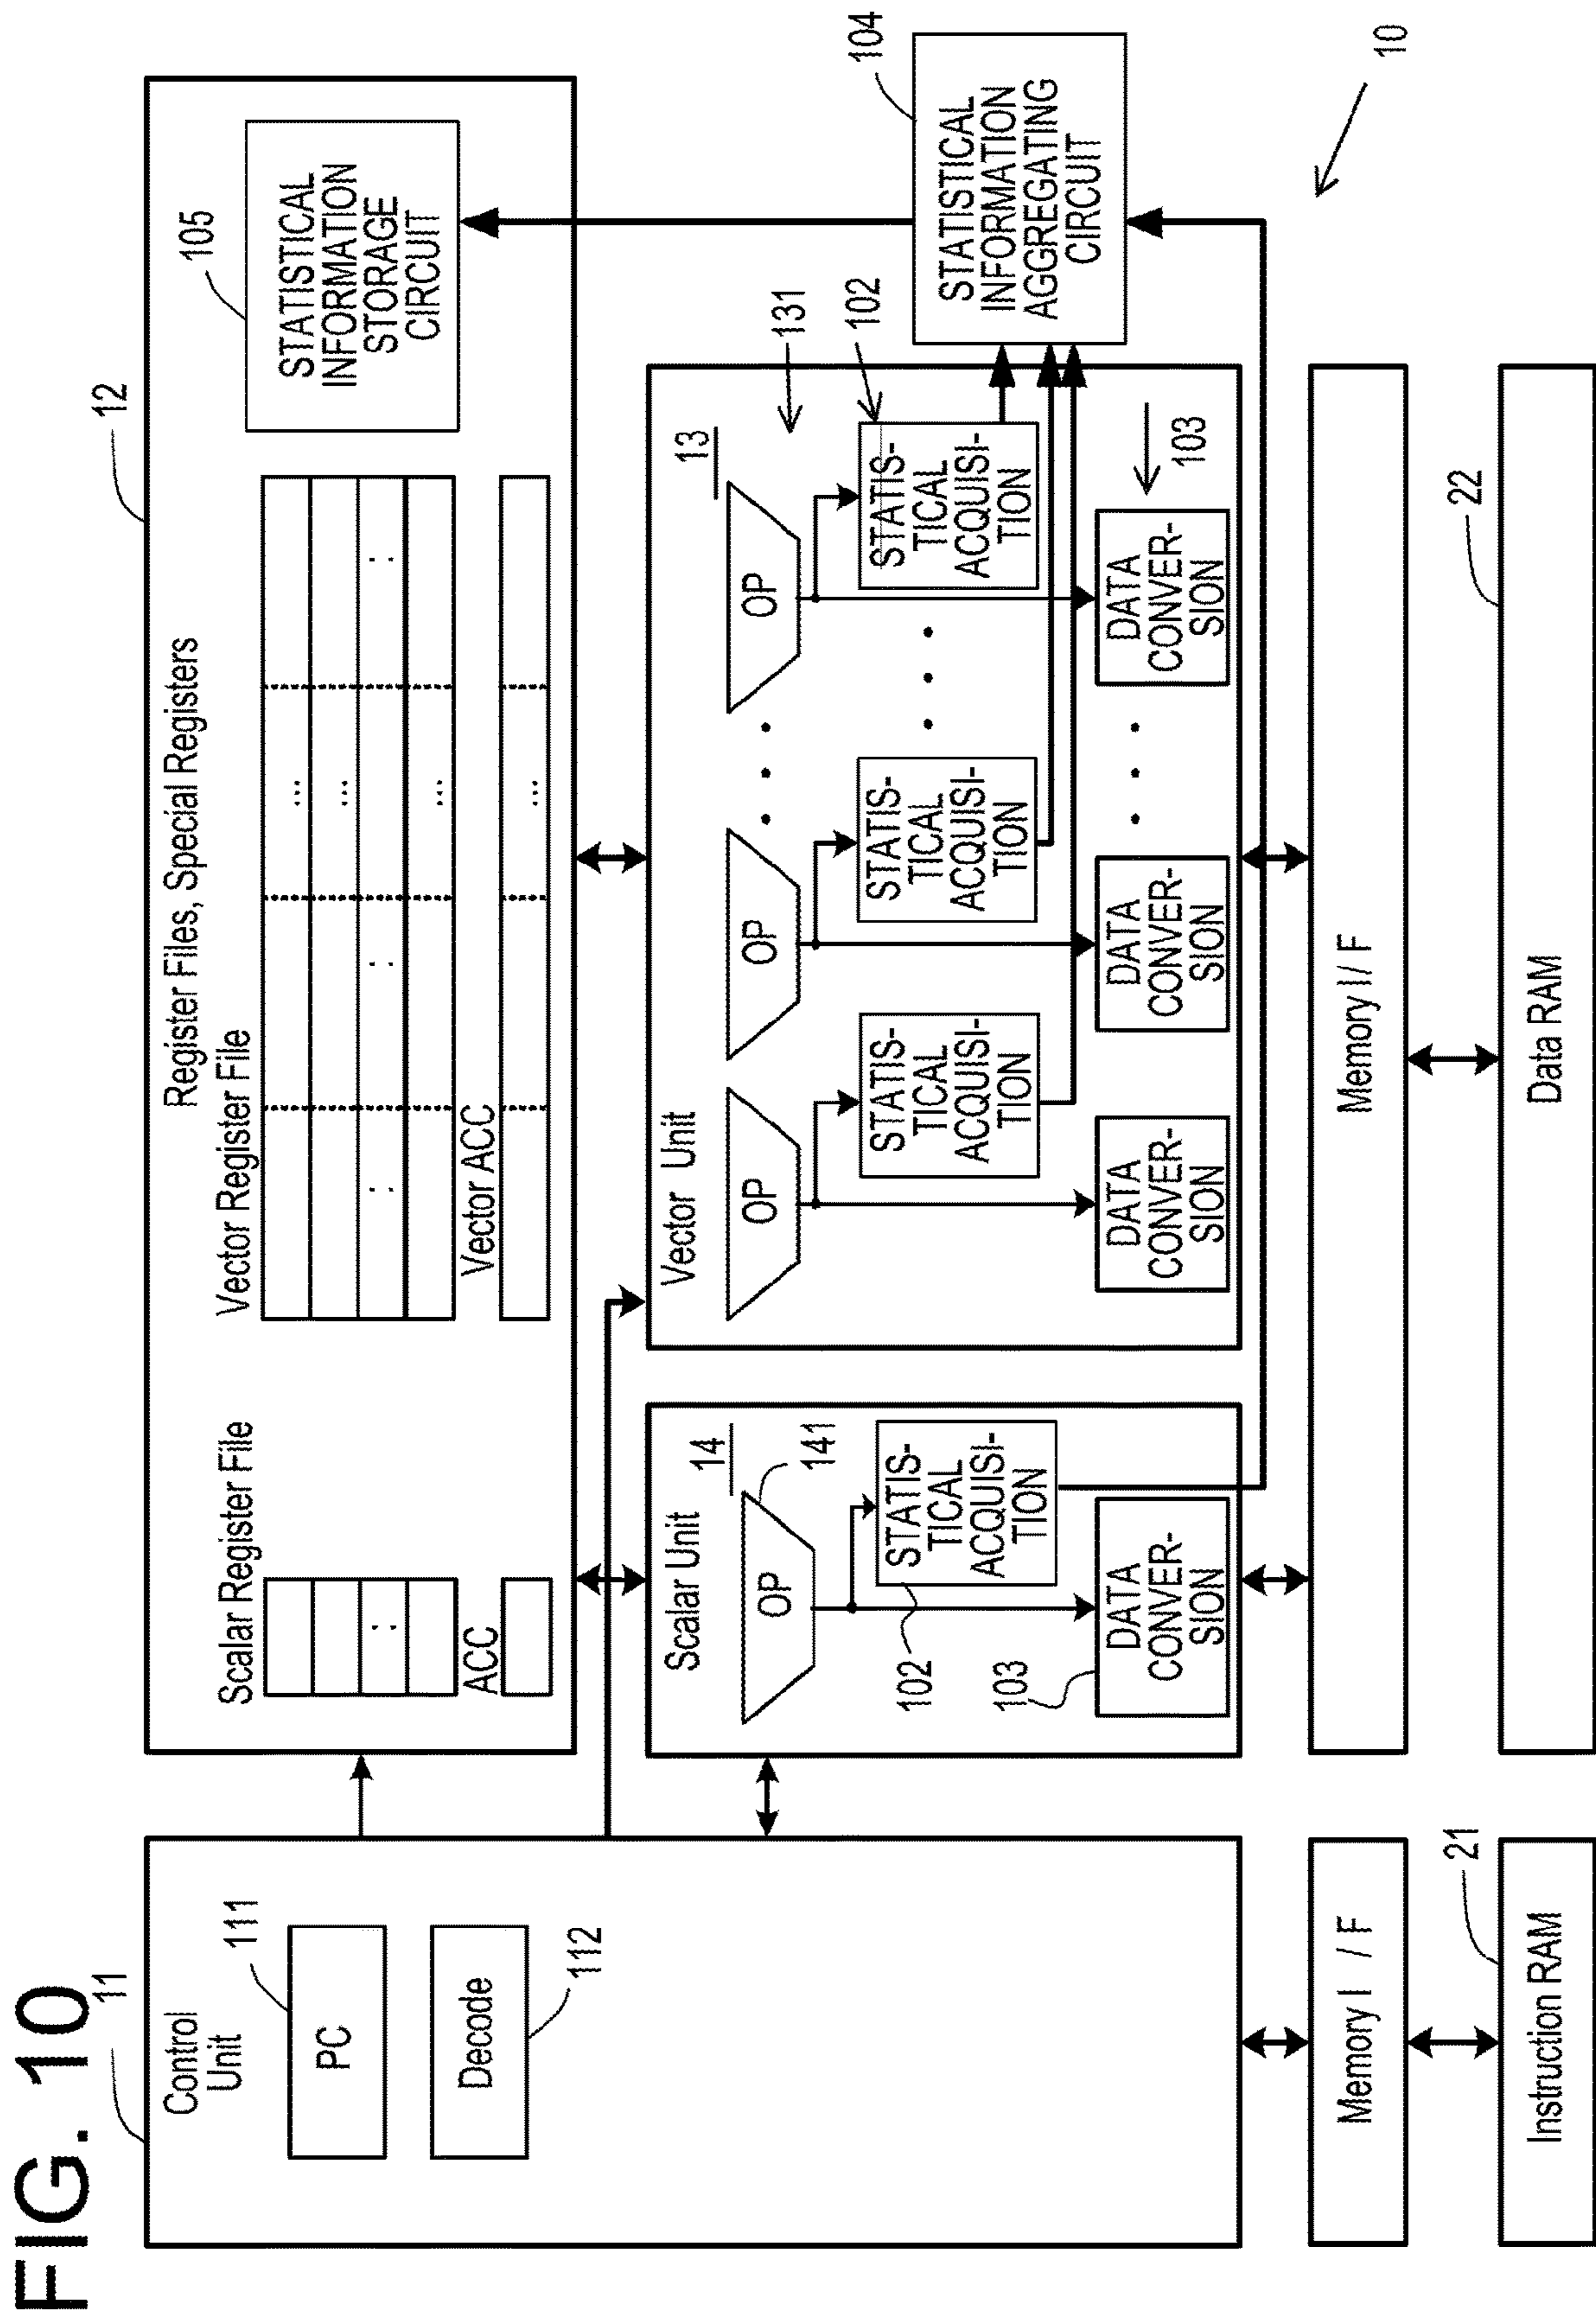 FIG. 10
11
Control
Unit
PC
111
Decode
112
12
Register Files, Special Registers
Scalar Register File
:
ACC
Vector Register File
...
...
:
:
:
...
Vector ACC
...
105
STATISTICAL
INFORMATION
STORAGE
CIRCUIT
Scalar Unit
14
OP
141
STATIS-
TICAL
ACQUISI-
TION
102
103
DATA
CONVER-
SION
Vector Unit
13
OP
OP
OP
131
STATIS-
TICAL
ACQUISI-
TION
STATIS-
TICAL
ACQUISI-
TION
STATIS-
TICAL
ACQUISI-
TION
102
DATA
CONVER-
SION
DATA
CONVER-
SION
DATA
CONVER-
SION
103
104
STATISTICAL
INFORMATION
AGGREGATING
CIRCUIT
10
Memory I / F
Memory I/ F
21
Instruction RAM
22
Data RAM